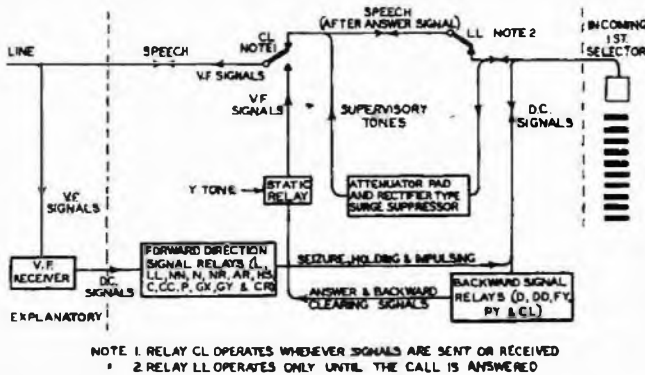 LINE
SPEECH
CL
NOTE 1
V.F SIGNALS
SPEECH
(AFTER ANSWER SIGNAL)
LL
NOTE 2
INCOMING
1ST.
SELECTOR
V.F
SIGNALS
SUPERVISORY
TONES
D.C.
SIGNALS
Y TONE
STATIC
RELAY
ATTENUATOR PAD
AND RECTIFIER TYPE
SURGE SUPPRESSOR
V.F.
SIGNALS
V.F.
RECEIVER
D.C.
SIGNALS
FORWARD DIRECTION
SIGNAL RELAYS (L,
LL, NN, N, NR, AR, HS,
C, CC, P, GX, GY & CR)
SEIZURE, HOLDING & IMPULSING
ANSWER & BACKWARD
CLEARING SIGNALS
BACKWARD SIGNAL
RELAYS (D, DD, FY,
PY & CL)
EXPLANATORY
NOTE 1. RELAY CL OPERATES WHENEVER SIGNALS ARE SENT OR RECEIVED
" 2. RELAY LL OPERATES ONLY UNTIL THE CALL IS ANSWERED